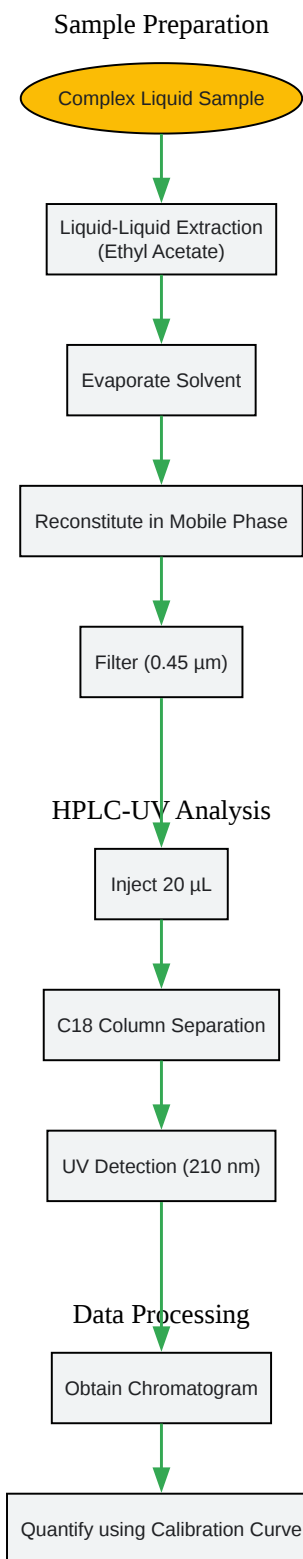 Sample Preparation
Complex Liquid Sample
Liquid-Liquid Extraction
(Ethyl Acetate)
Evaporate Solvent
Reconstitute in Mobile Phase
Filter (0.45 µm)
HPLC-UV Analysis
Inject 20 µL
C18 Column Separation
UV Detection (210 nm)
Data Processing
Obtain Chromatogram
Quantify using Calibration Curve